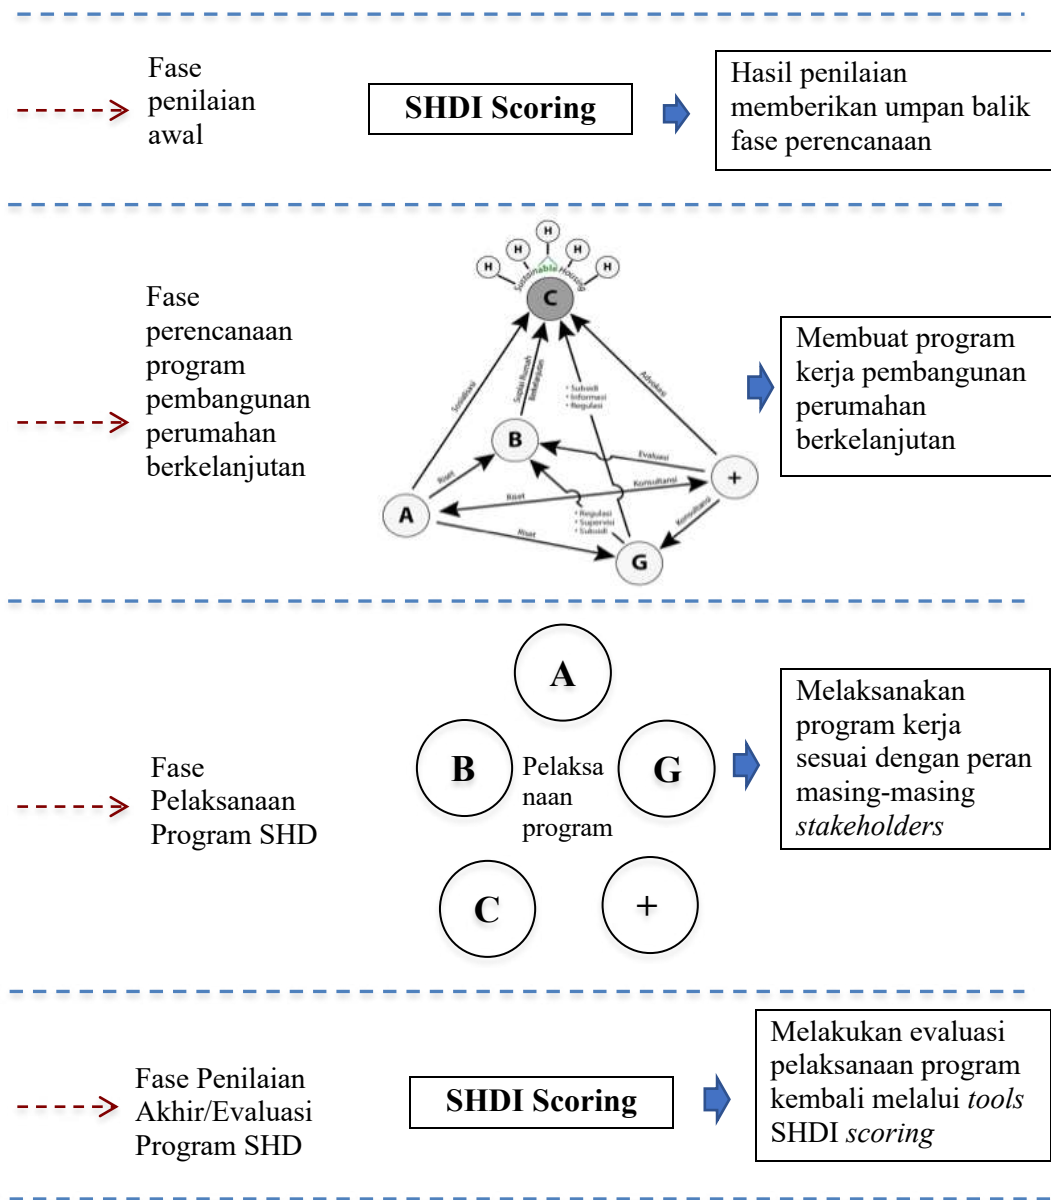 Fase
penilaian
awal
SHDI Scoring
Hasil penilaian
memberikan umpan balik
fase perencanaan
Fase
perencanaan
program
pembangunan
perumahan
berkelanjutan
H
H
H
H
H
Sustainable Housing
C
Sosialisasi
Suplai Rumah
Berkelanjutan
• Subsidi
• Informasi
• Regulasi
Advokasi
B
Evaluasi
+
Riset
Riset
Konsultansi
A
• Regulasi
• Supervisi
• Subsidi
Konsultansi
Riset
G
Membuat program
kerja pembangunan
perumahan
berkelanjutan
Fase
Pelaksanaan
Program SHD
A
B
Pelaksa
naan
program
G
C
+
Melaksanakan
program kerja
sesuai dengan peran
masing-masing
stakeholders
Fase Penilaian
Akhir/Evaluasi
Program SHD
SHDI Scoring
Melakukan evaluasi
pelaksanaan program
kembali melalui tools
SHDI scoring